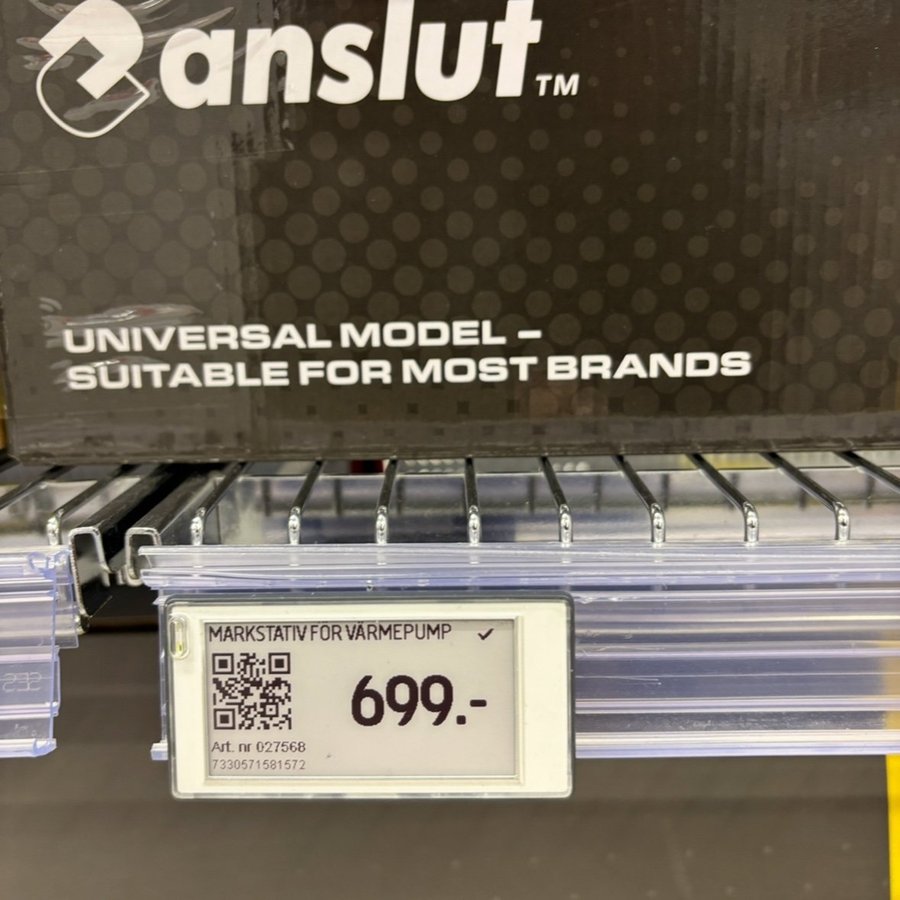 anslut™
UNIVERSAL MODEL –
SUITABLE FOR MOST BRANDS
MARKSTATIV FÖR VÄRMEPUMP ✓
699.-
Art. nr 027568
7330571581572